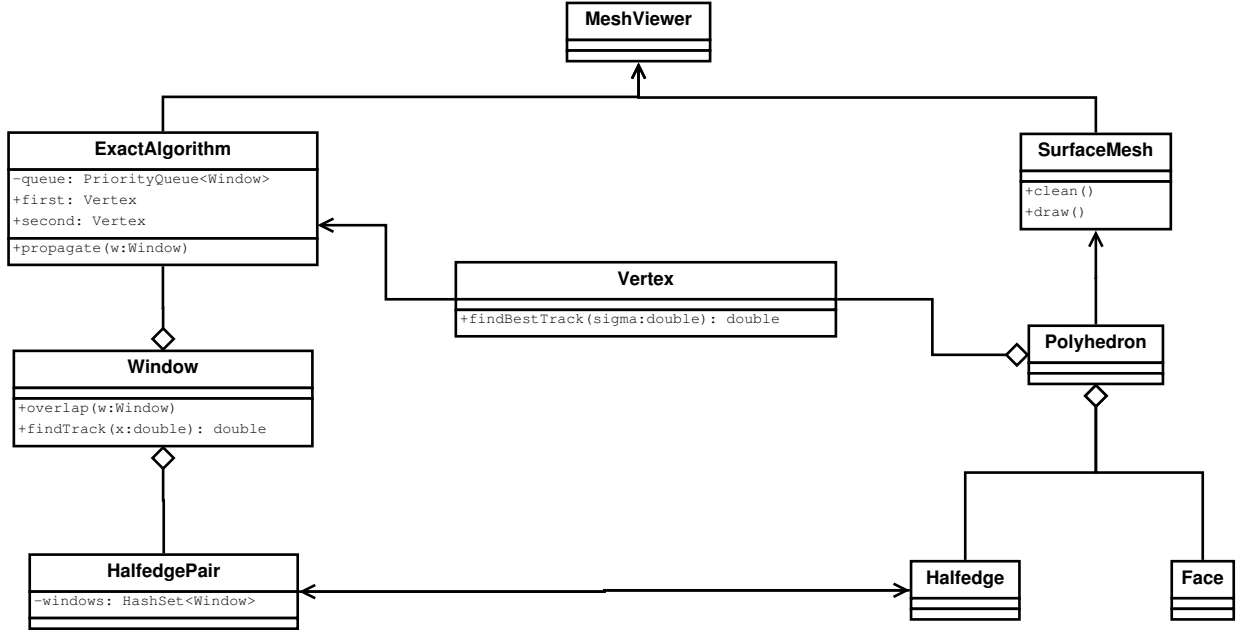 MeshViewer
ExactAlgorithm
-queue: PriorityQueue<Window>
+first: Vertex
+second: Vertex
+propagate(w:Window)
SurfaceMesh
+clean()
+draw()
Vertex
+findBestTrack(sigma:double): double
Polyhedron
Window
+overlap(w:Window)
+findTrack(x:double): double
HalfedgePair
-windows: HashSet<Window>
Halfedge
Face